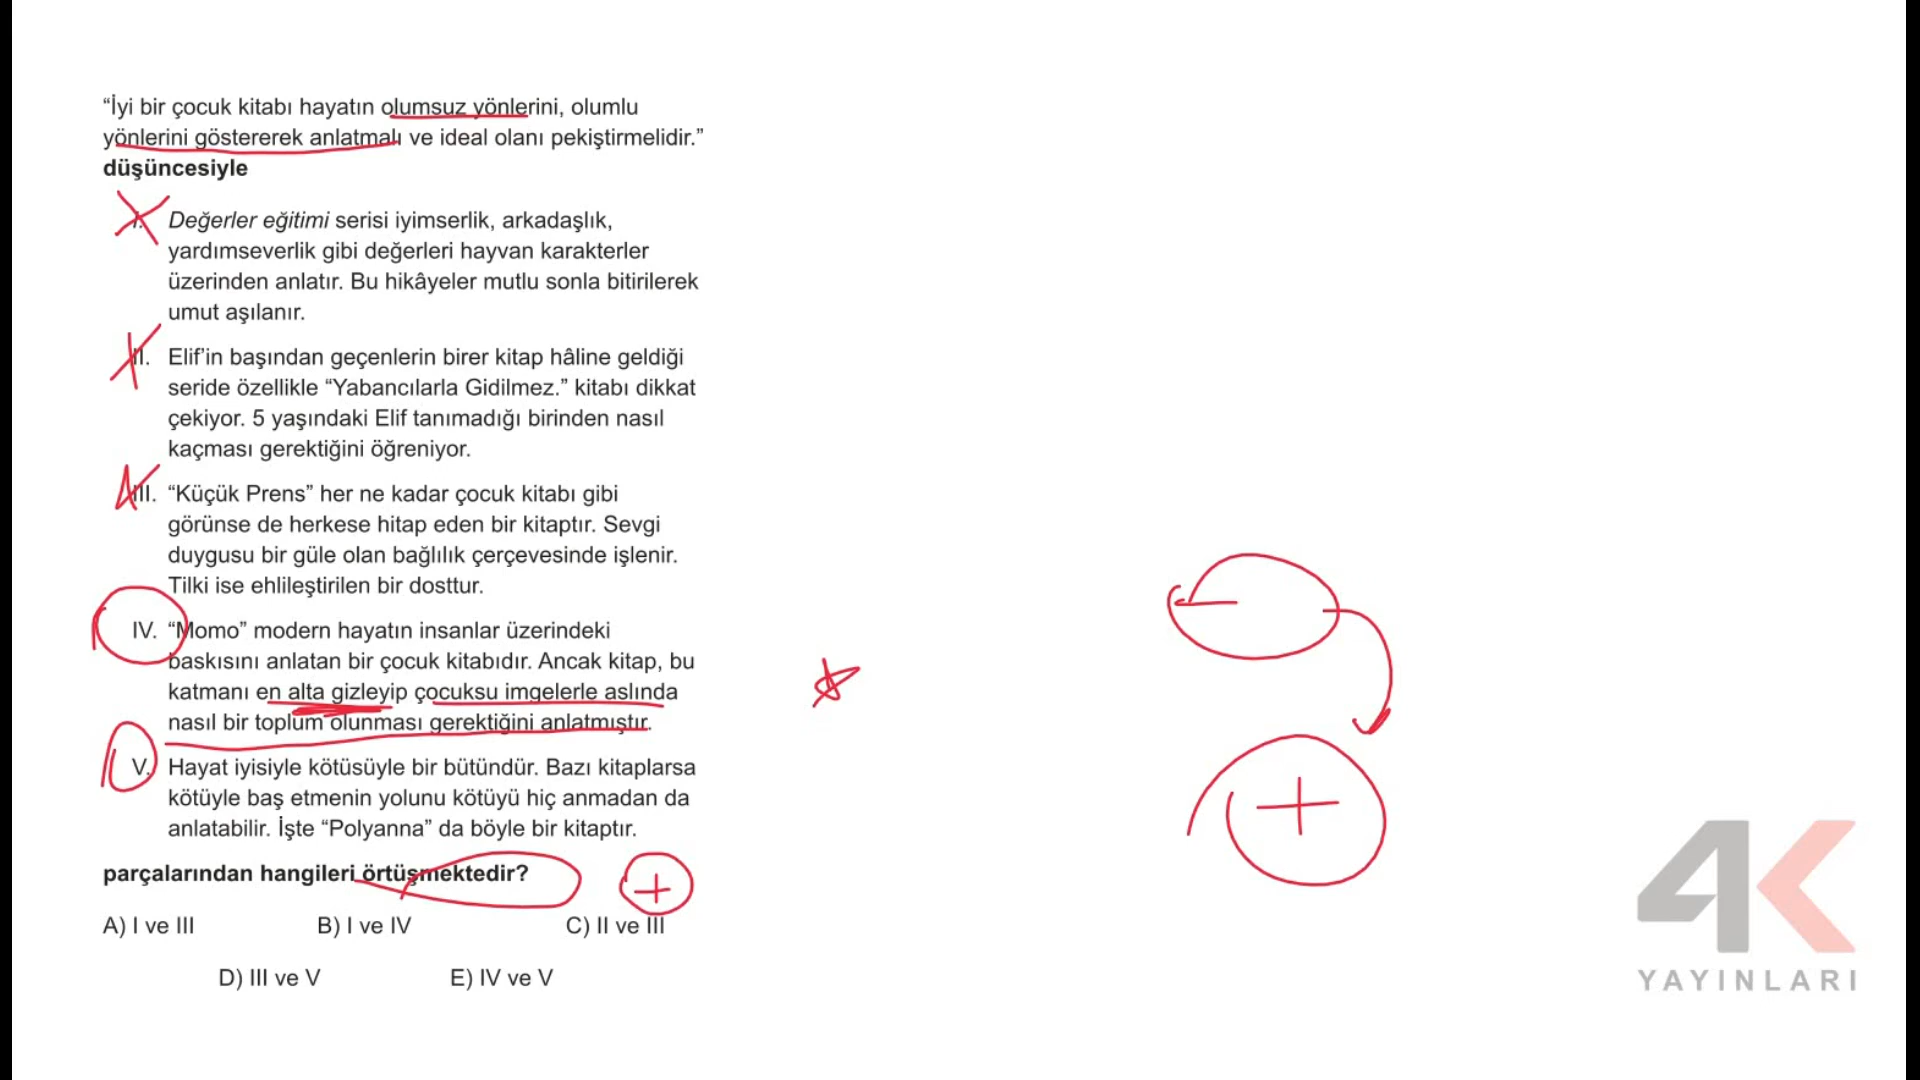 “İyi bir çocuk kitabı hayatın olumsuz yönlerini, olumlu
yönlerini göstererek anlatmalı ve ideal olanı pekiştirmelidir.”
düşüncesiyle
I. Değerler eğitimi serisi iyimserlik, arkadaşlık,
yardımseverlik gibi değerleri hayvan karakterler
üzerinden anlatır. Bu hikâyeler mutlu sonla bitirilerek
umut aşılanır.
II. Elif’in başından geçenlerin birer kitap hâline geldiği
seride özellikle “Yabancılarla Gidilmez.” kitabı dikkat
çekiyor. 5 yaşındaki Elif tanımadığı birinden nasıl
kaçması gerektiğini öğreniyor.
III. “Küçük Prens” her ne kadar çocuk kitabı gibi
görünse de herkese hitap eden bir kitaptır. Sevgi
duygusu bir güle olan bağlılık çerçevesinde işlenir.
Tilki ise ehlileştirilen bir dosttur.
IV. “Momo” modern hayatın insanlar üzerindeki
baskısını anlatan bir çocuk kitabıdır. Ancak kitap, bu
katmanı en alta gizleyip çocuksu imgelerle aslında
nasıl bir toplum olunması gerektiğini anlatmıştır.
V. Hayat iyisiyle kötüsüyle bir bütündür. Bazı kitaplarsa
kötüyle baş etmenin yolunu kötüyü hiç anmadan da
anlatabilir. İşte “Polyanna” da böyle bir kitaptır.
parçalarından hangileri örtüşmektedir?
A) I ve III B) I ve IV C) II ve III
D) III ve V E) IV ve V
4K
YAYINLARI